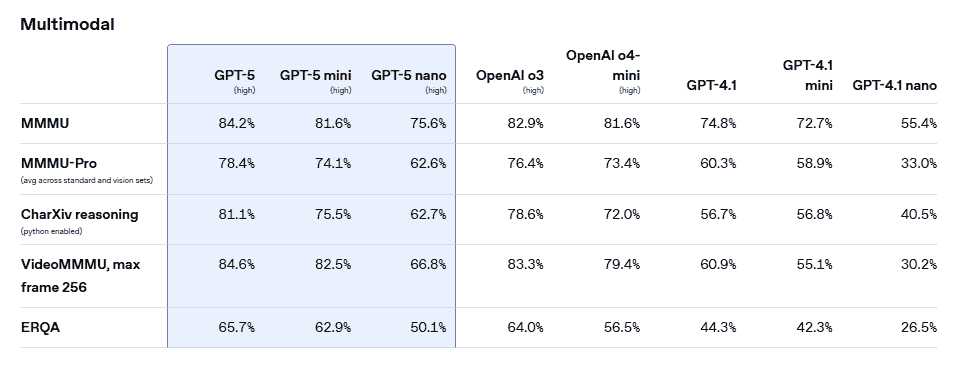 Multimodal
GPT-5 (high) GPT-5 mini (high) GPT-5 nano (high) OpenAI o3 (high) OpenAI o4-mini (high) GPT-4.1 GPT-4.1 mini GPT-4.1 nano
MMMU 84.2% 81.6% 75.6% 82.9% 81.6% 74.8% 72.7% 55.4%
MMMU-Pro 78.4% 74.1% 62.6% 76.4% 73.4% 60.3% 58.9% 33.0%
(avg across standard and vision sets)
CharXiv reasoning 81.1% 75.5% 62.7% 78.6% 72.0% 56.7% 56.8% 40.5%
(python enabled)
VideoMMMU, max 84.6% 82.5% 66.8% 83.3% 79.4% 60.9% 55.1% 30.2%
frame 256
ERQA 65.7% 62.9% 50.1% 64.0% 56.5% 44.3% 42.3% 26.5%